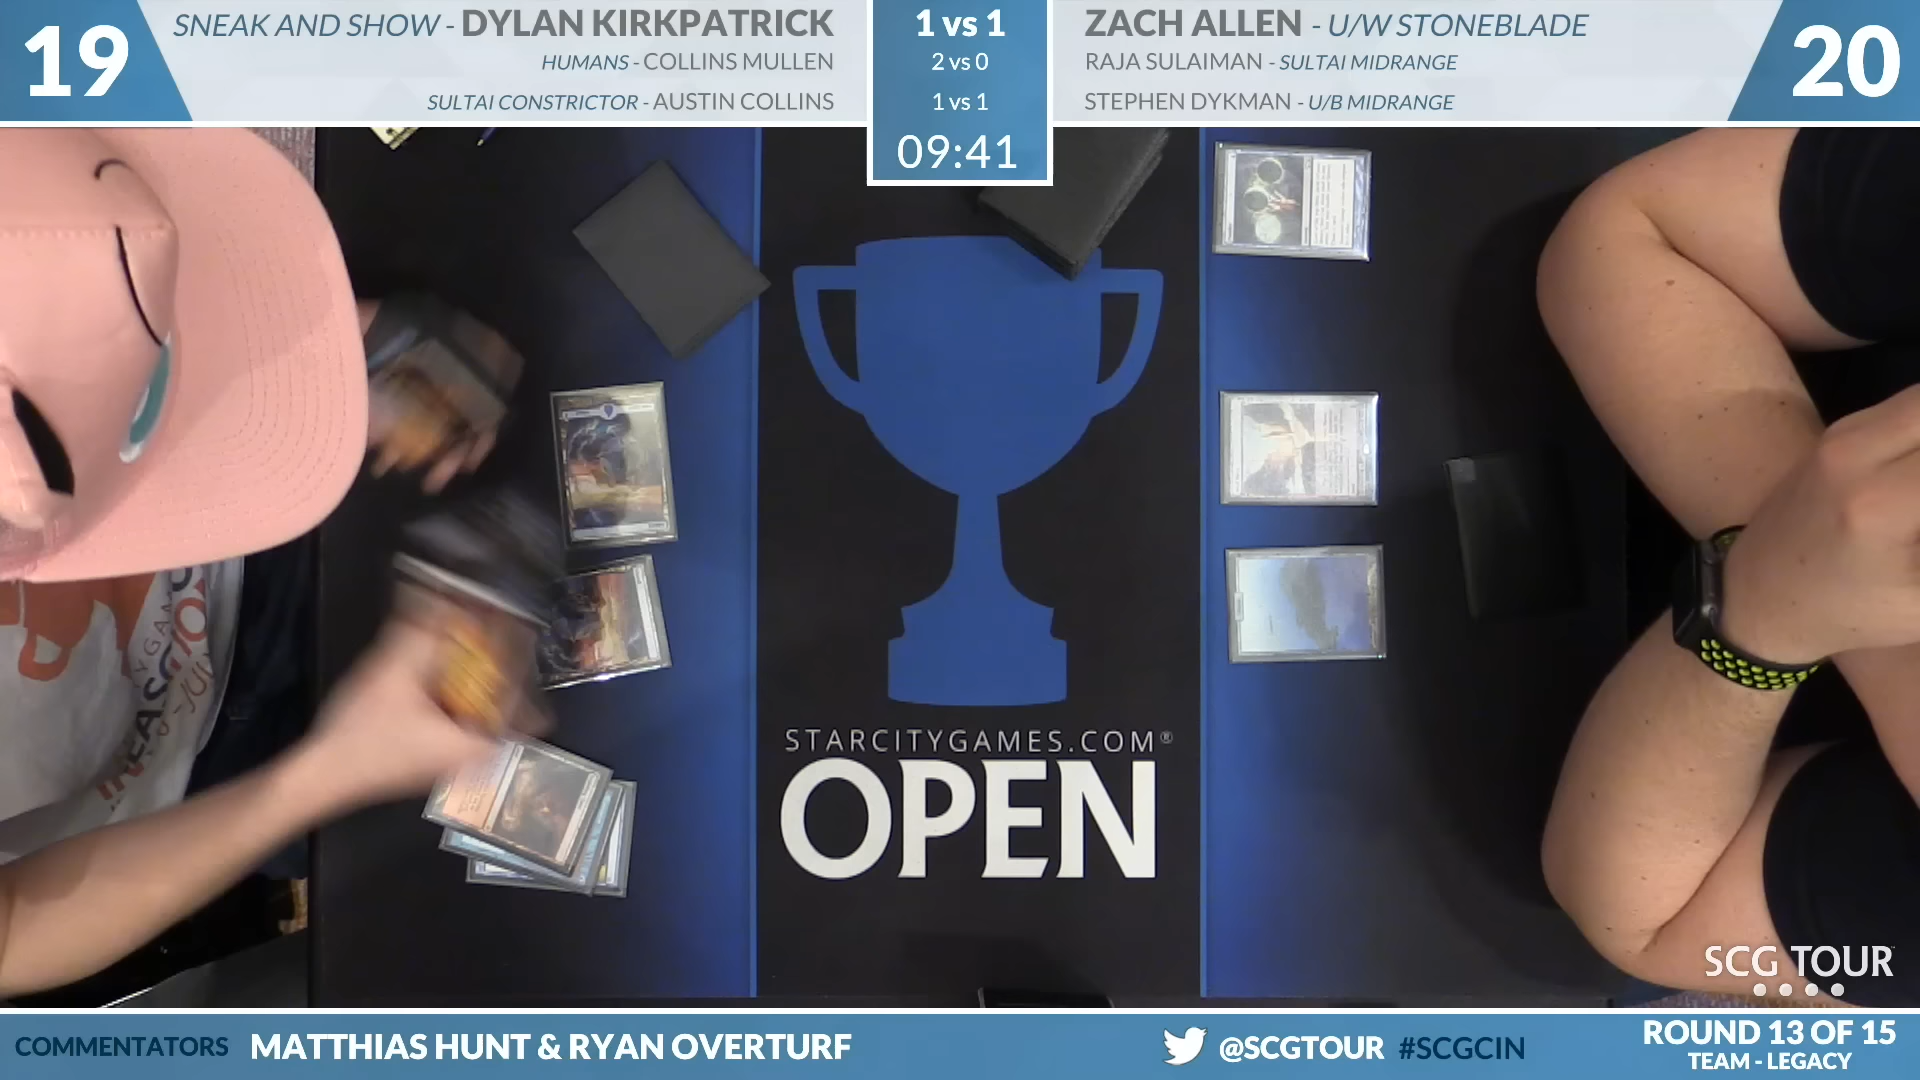 19
SNEAK AND SHOW - DYLAN KIRKPATRICK
HUMANS - COLLINS MULLEN
SULTAI CONSTRICTOR - AUSTIN COLLINS
1 vs 1
2 vs 0
1 vs 1
09:41
ZACH ALLEN - U/W STONEBLADE
RAJA SULAIMAN - SULTAI MIDRANGE
STEPHEN DYKMAN - U/B MIDRANGE
20
STARCITYGAMES.COM®
OPEN
SCG TOUR
COMMENTATORS MATTHIAS HUNT & RYAN OVERTURF
@SCGTOUR #SCGCIN
ROUND 13 OF 15
TEAM - LEGACY